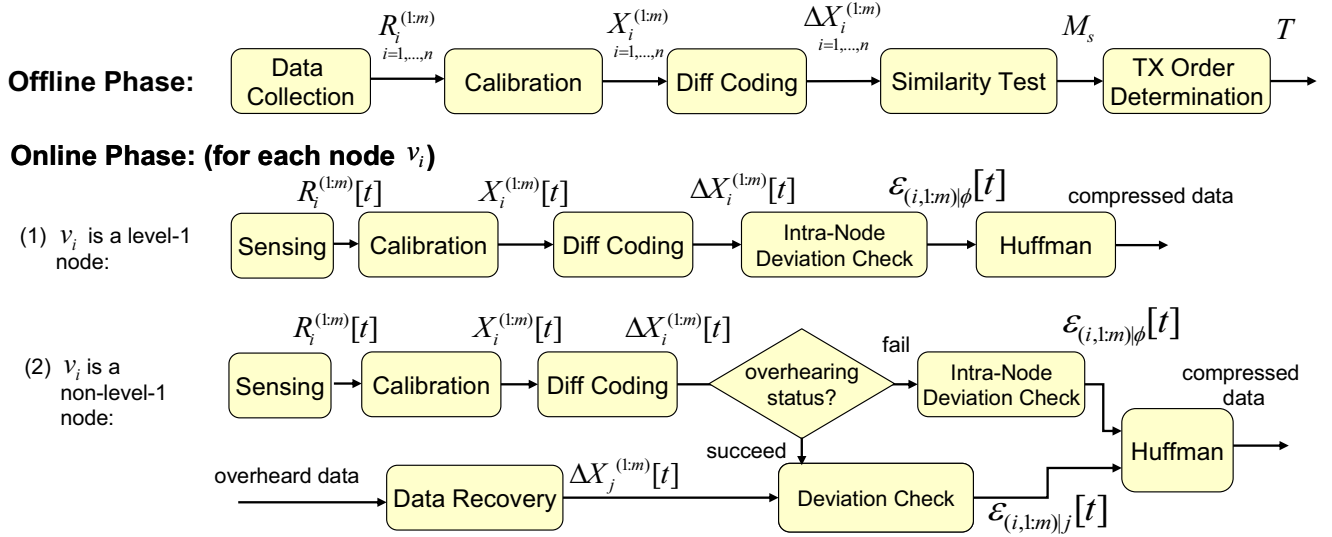 R_i^{(1:m)} X_i^{(1:m)} ΔX_i^{(1:m)} M_s T
i=1,...,n i=1,...,n i=1,...,n
Offline Phase:
Data Collection
Calibration
Diff Coding
Similarity Test
TX Order Determination
Online Phase: (for each node v_i)
R_i^{(1:m)}[t] X_i^{(1:m)}[t] ΔX_i^{(1:m)}[t] ε_{(i,1:m)|ϕ}[t] compressed data
(1) v_i is a level-1
node:
Sensing
Calibration
Diff Coding
Intra-Node
Deviation Check
Huffman
R_i^{(1:m)}[t] X_i^{(1:m)}[t] ΔX_i^{(1:m)}[t] ε_{(i,1:m)|ϕ}[t]
(2) v_i is a
non-level-1
node:
Sensing
Calibration
Diff Coding
overhearing
status?
fail
Intra-Node
Deviation Check
compressed
data
Huffman
succeed
overheard data
Data Recovery
ΔX_j^{(1:m)}[t]
Deviation Check
ε_{(i,1:m)|j}[t]